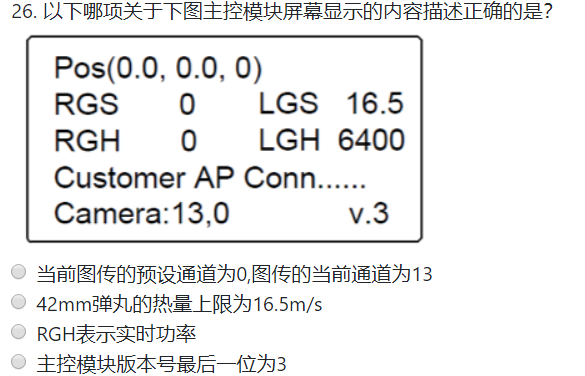 26. 以下哪项关于下图主控模块屏幕显示的内容描述正确的是?
Pos(0.0, 0.0, 0)
RGS 0 LGS 16.5
RGH 0 LGH 6400
Customer AP Conn......
Camera:13,0 v.3
当前图传的预设通道为0,图传的当前通道为13
42mm弹丸的热量上限为16.5m/s
RGH表示实时功率
主控模块版本号最后一位为3